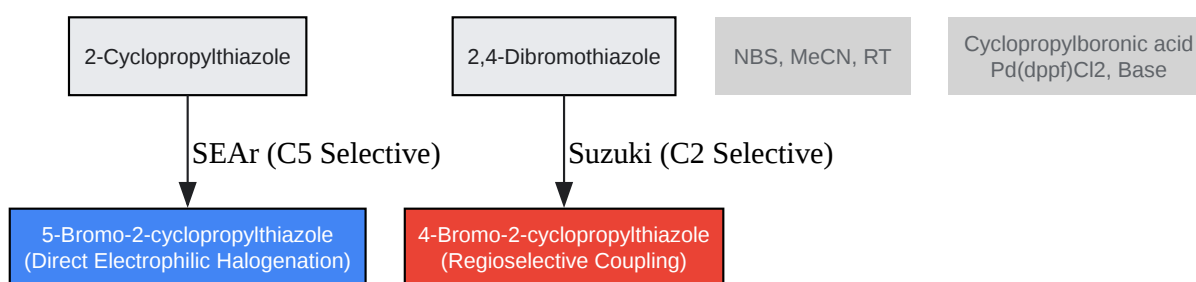 2-Cyclopropylthiazole
2,4-Dibromothiazole
NBS, MeCN, RT
Cyclopropylboronic acid
Pd(dppf)Cl2, Base
SEAr (C5 Selective)
Suzuki (C2 Selective)
5-Bromo-2-cyclopropylthiazole
(Direct Electrophilic Halogenation)
4-Bromo-2-cyclopropylthiazole
(Regioselective Coupling)